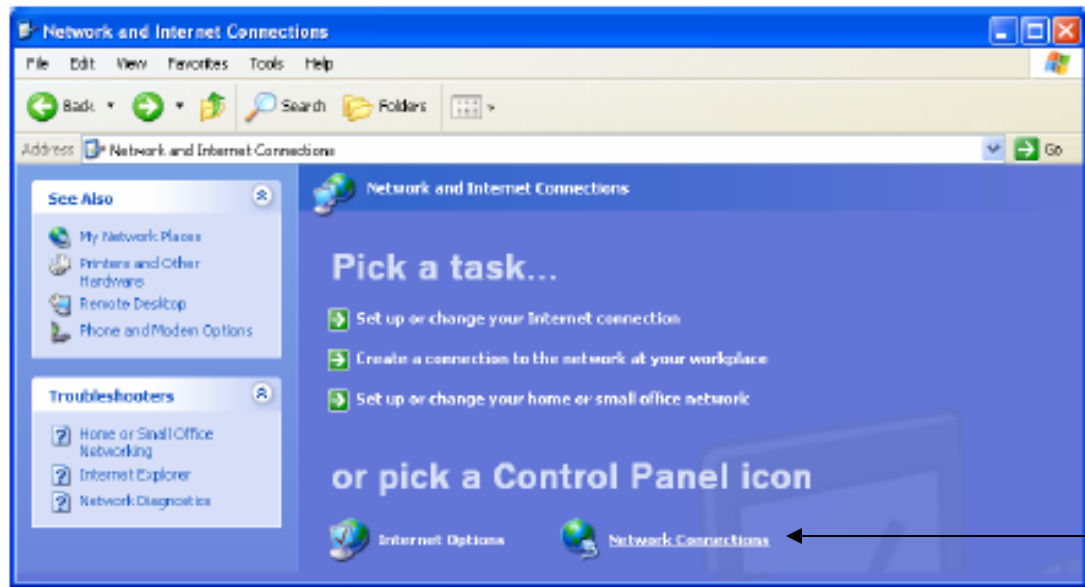 Network and Internet Connections
File Edit View Favorites Tools Help
Back Search Folders
Address Network and Internet Connections Go
See Also
My Network Places
Printers and Other
Hardware
Remote Desktop
Phone and Modem Options
Troubleshooters
Home or Small Office
Networking
Internet Explorer
Network Diagnostics
Network and Internet Connections
Pick a task...
Set up or change your Internet connection
Create a connection to the network at your workplace
Set up or change your home or small office network
or pick a Control Panel icon
Internet Options Network Connections